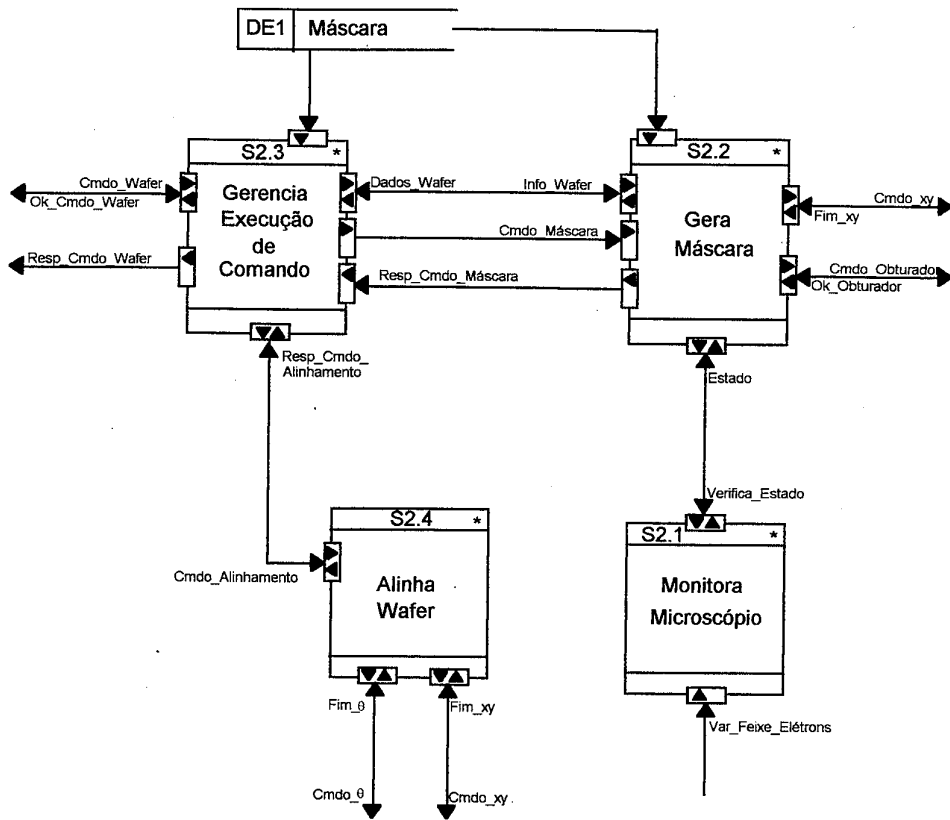 DE1 Máscara
S2.3 *
Gerencia
Execução
de
Comando
S2.2 *
Gera
Máscara
Cmdo_Wafer
Ok_Cmdo_Wafer
Resp_Cmdo_Wafer
Dados_Wafer
Info_Wafer
Cmdo_Máscara
Resp_Cmdo_Máscara
Cmdo_xy
Fim_xy
Cmdo_Obturador
Ok_Obturador
Resp_Cmdo_
Alinhamento
Estado
Verifica_Estado
Cmdo_Alinhamento
S2.4 *
Alinha
Wafer
S2.1 *
Monitora
Microscópio
Fim_θ
Fim_xy
Var_Feixe_Elétrons
Cmdo_θ
Cmdo_xy